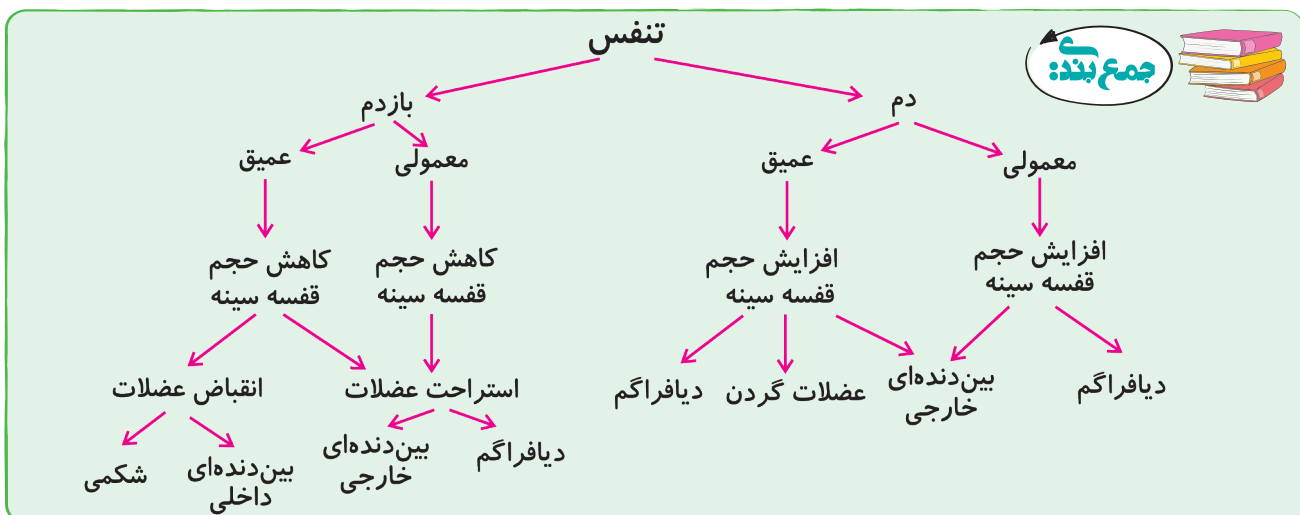 جمع بندی:
تنفس
دم
بازدم
معمولی
عمیق
معمولی
عمیق
افزایش حجم
قفسه سینه
افزایش حجم
قفسه سینه
کاهش حجم
قفسه سینه
کاهش حجم
قفسه سینه
دیافراگم
بین‌دنده‌ای
خارجی
عضلات گردن
دیافراگم
استراحت عضلات
انقباض عضلات
دیافراگم
بین‌دنده‌ای
خارجی
بین‌دنده‌ای
داخلی
شکمی